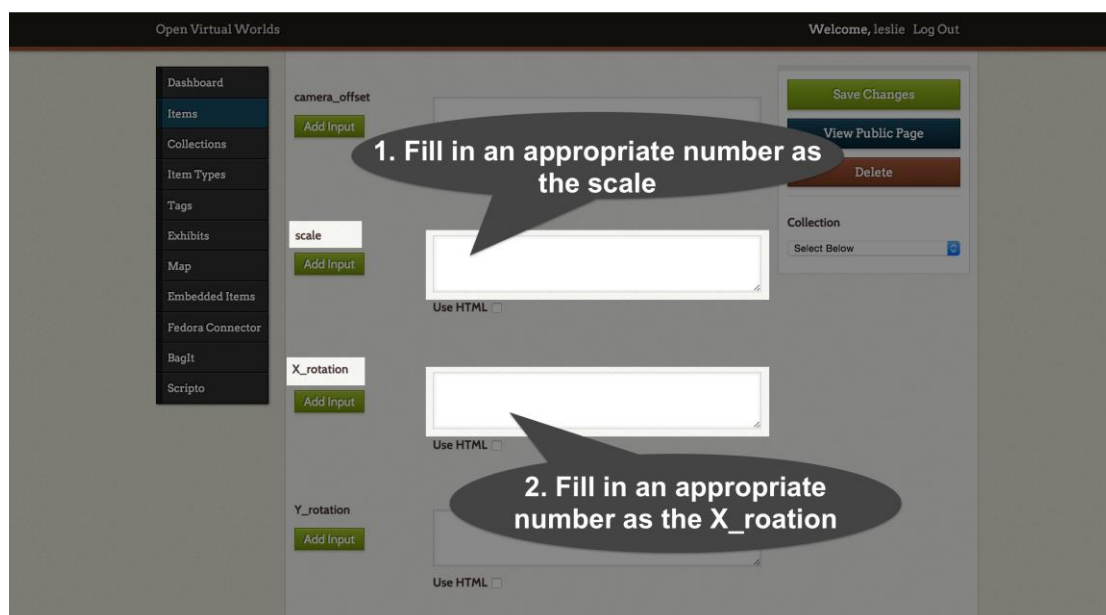 Open Virtual Worlds
Welcome, leslie Log Out
Dashboard
Items
Collections
Item Types
Tags
Exhibits
Map
Embedded Items
Fedora Connector
BagIt
Scripto
camera_offset
Add Input
1. Fill in an appropriate number as
the scale
scale
Add Input
Use HTML
X_rotation
Add Input
Use HTML
2. Fill in an appropriate
number as the X_roation
Y_rotation
Add Input
Use HTML
Save Changes
View Public Page
Delete
Collection
Select Below